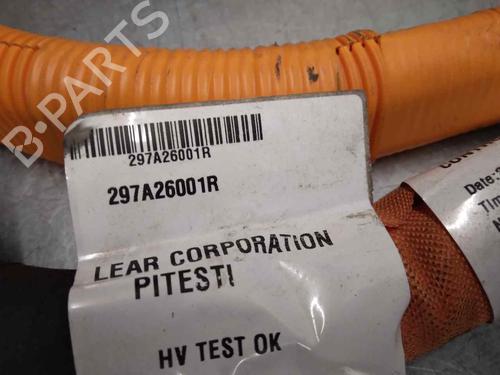 B-PARTS
297A26001R
297A26001R
LEAR CORPORATION
PITESTI
HV TEST OK
Date: